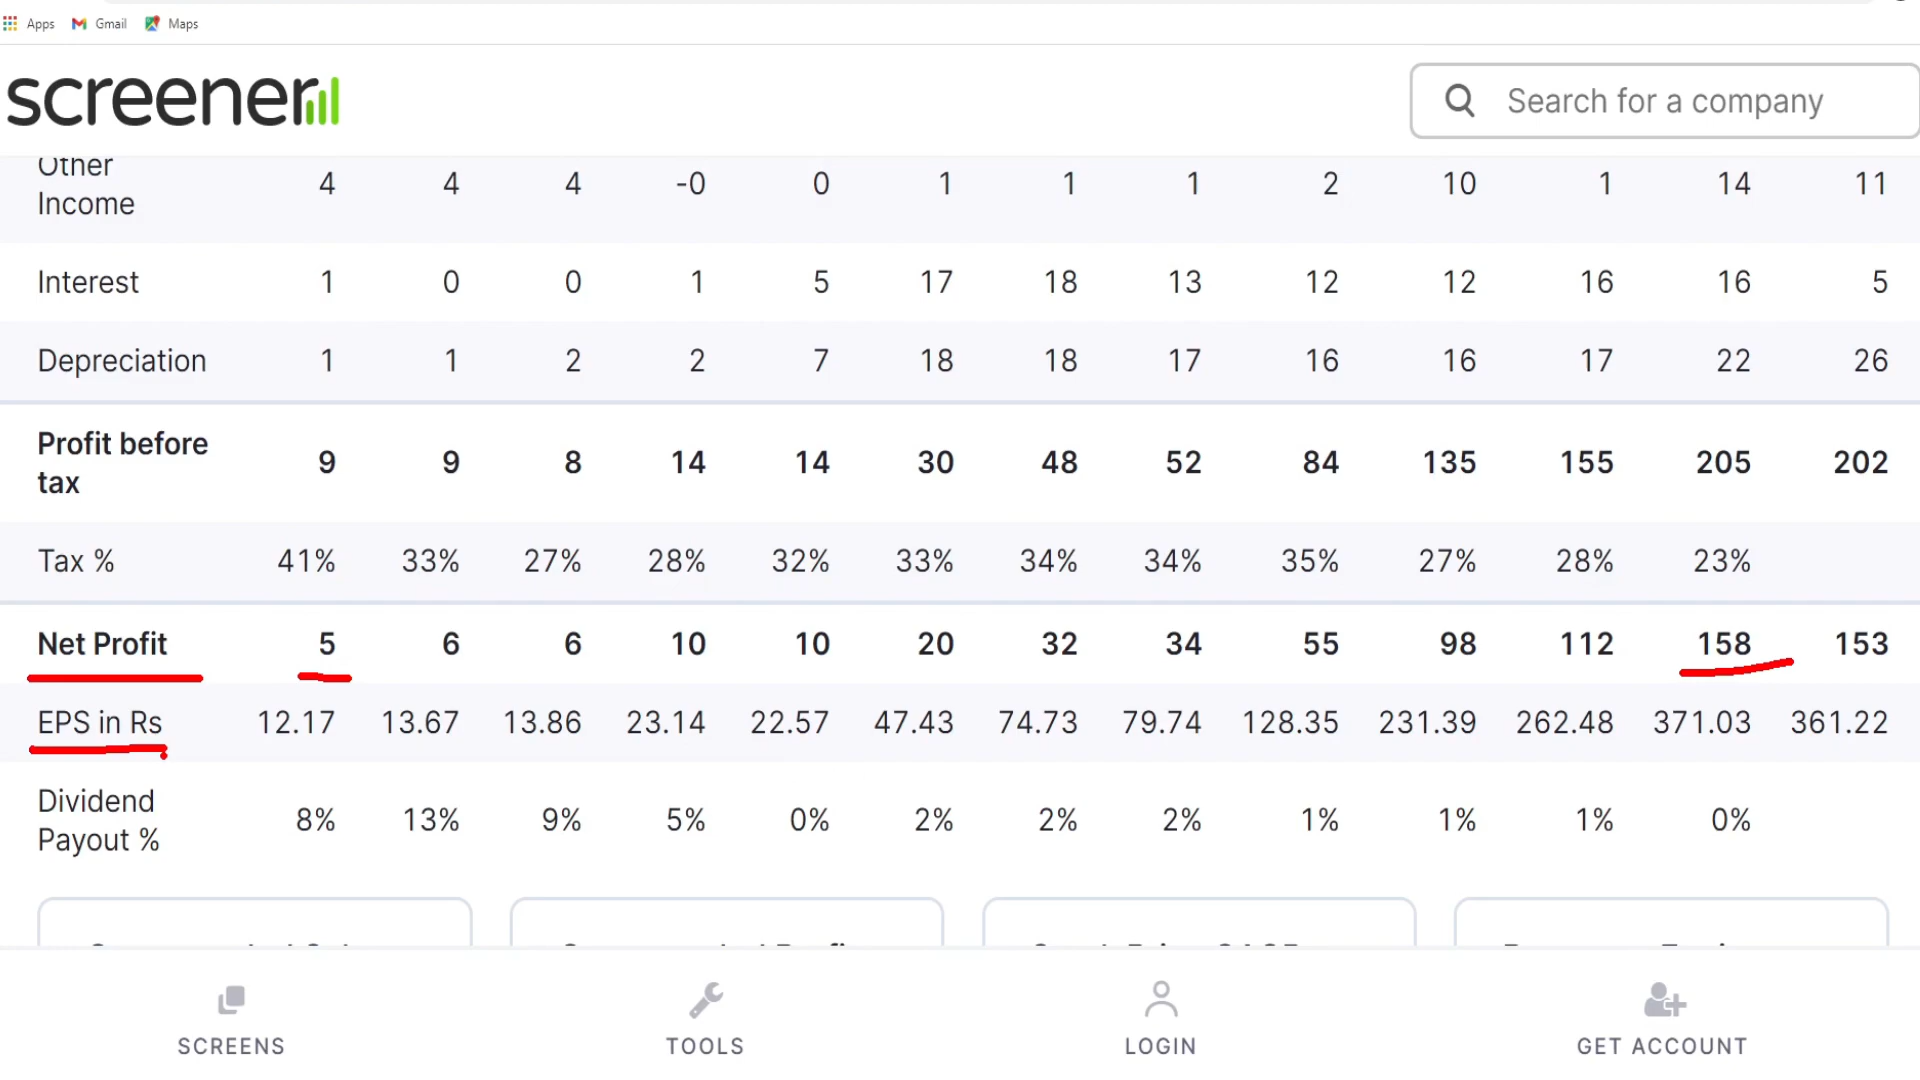 Apps Gmail Maps
screener
Search for a company
Other
Income 4 4 4 -0 0 1 1 1 2 10 1 14 11
Interest 1 0 0 1 5 17 18 13 12 12 16 16 5
Depreciation 1 1 2 2 7 18 18 17 16 16 17 22 26
Profit before
tax 9 9 8 14 14 30 48 52 84 135 155 205 202
Tax % 41% 33% 27% 28% 32% 33% 34% 34% 35% 27% 28% 23%
Net Profit 5 6 6 10 10 20 32 34 55 98 112 158 153
EPS in Rs 12.17 13.67 13.86 23.14 22.57 47.43 74.73 79.74 128.35 231.39 262.48 371.03 361.22
Dividend
Payout % 8% 13% 9% 5% 0% 2% 2% 2% 1% 1% 1% 0%
SCREENS TOOLS LOGIN GET ACCOUNT